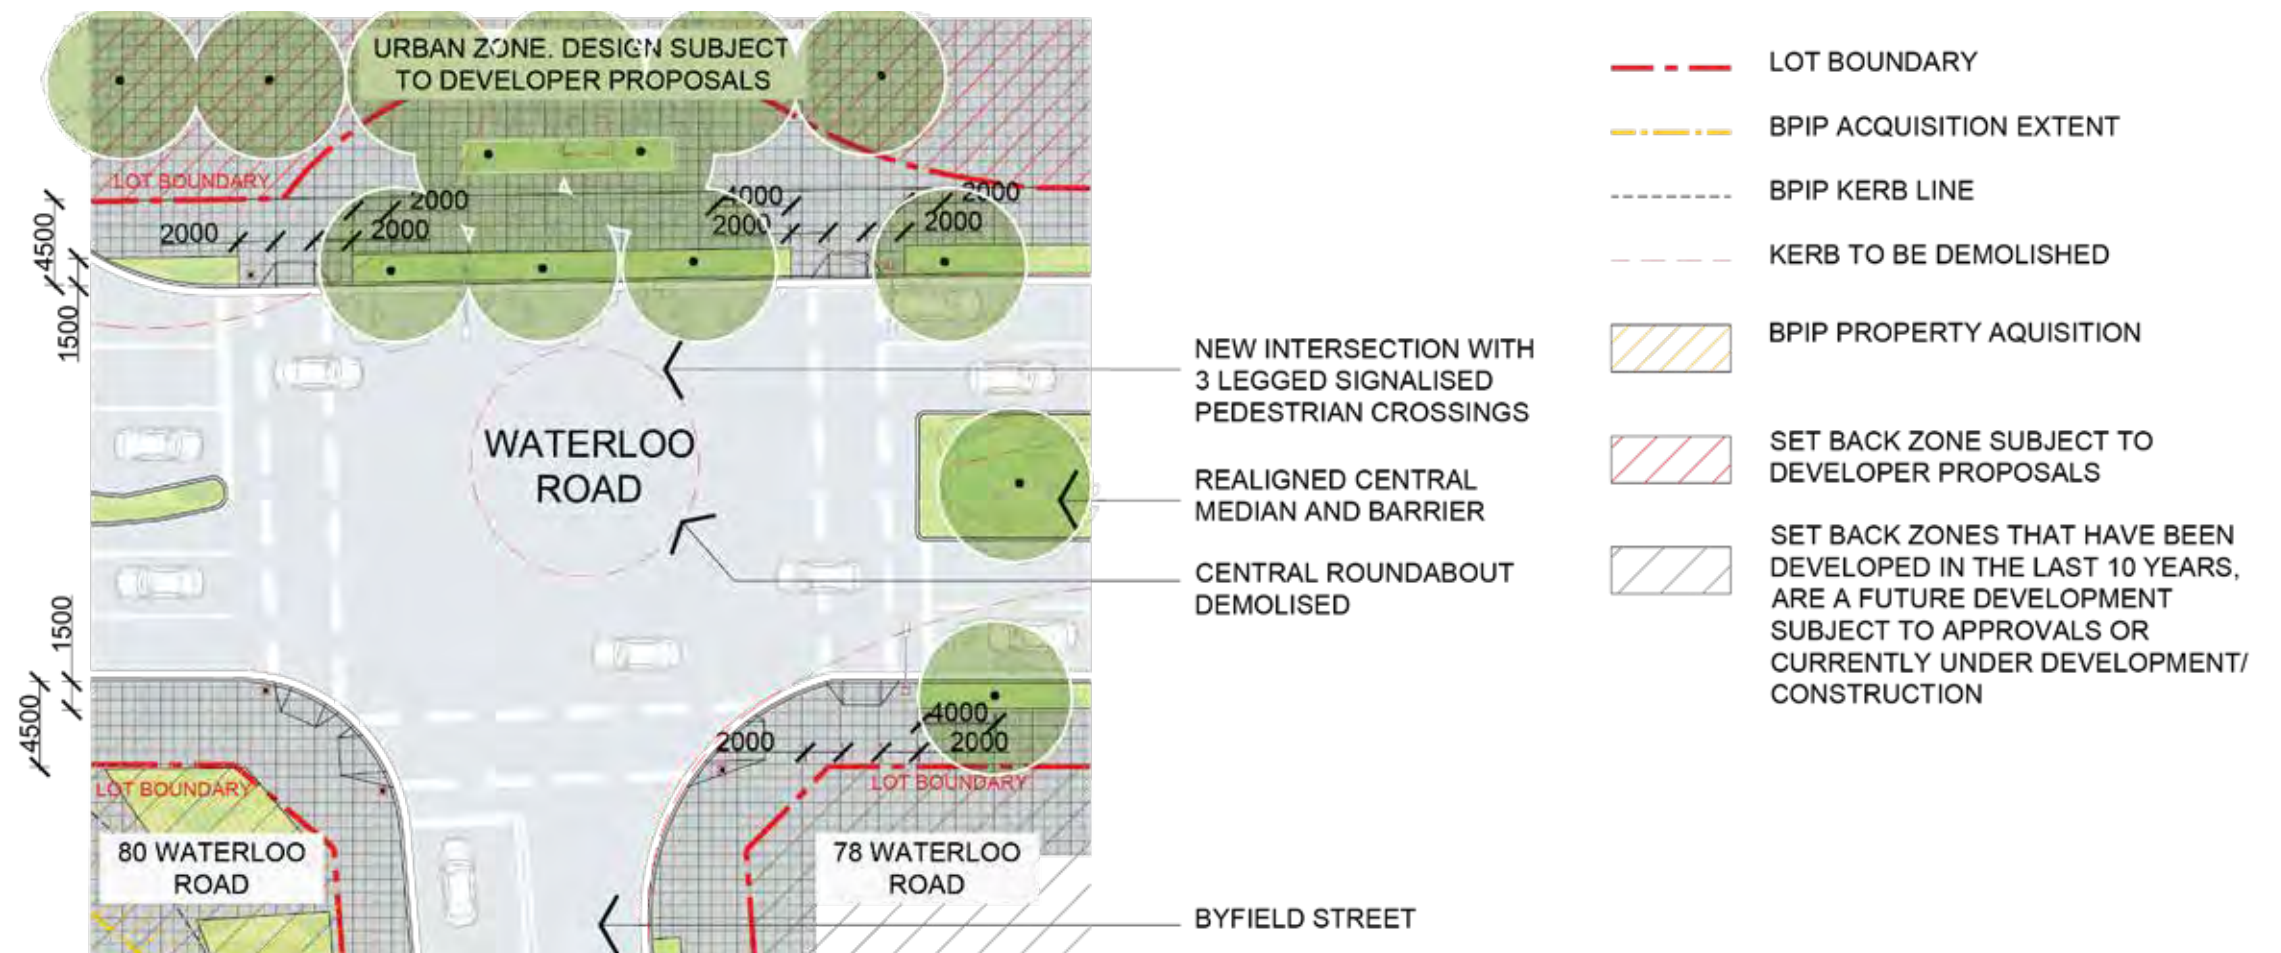 URBAN ZONE. DESIGN SUBJECT
TO DEVELOPER PROPOSALS
LOT BOUNDARY
4500
1500
2000
2000
2000
4000
2000
2000
2000
WATERLOO
ROAD
1500
4500
LOT BOUNDARY
80 WATERLOO
ROAD
2000
4000
2000
LOT BOUNDARY
78 WATERLOO
ROAD
NEW INTERSECTION WITH
3 LEGGED SIGNALISED
PEDESTRIAN CROSSINGS
REALIGNED CENTRAL
MEDIAN AND BARRIER
CENTRAL ROUNDABOUT
DEMOLISED
BYFIELD STREET
LOT BOUNDARY
BPIP ACQUISITION EXTENT
BPIP KERB LINE
KERB TO BE DEMOLISHED
BPIP PROPERTY AQUISITION
SET BACK ZONE SUBJECT TO
DEVELOPER PROPOSALS
SET BACK ZONES THAT HAVE BEEN
DEVELOPED IN THE LAST 10 YEARS,
ARE A FUTURE DEVELOPMENT
SUBJECT TO APPROVALS OR
CURRENTLY UNDER DEVELOPMENT/
CONSTRUCTION